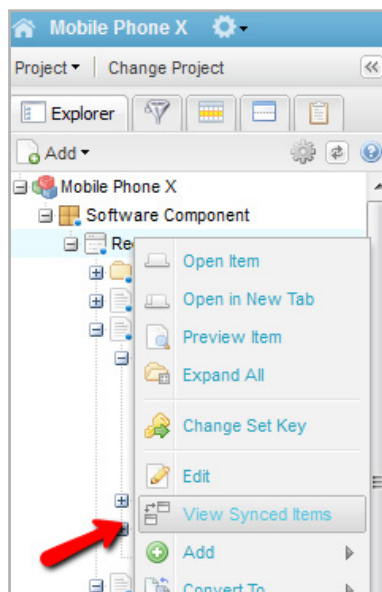 Mobile Phone X
Project Change Project
Explorer
Add
Mobile Phone X
Software Component
Open Item
Open in New Tab
Preview Item
Expand All
Change Set Key
Edit
View Synced Items
Add
Convert To